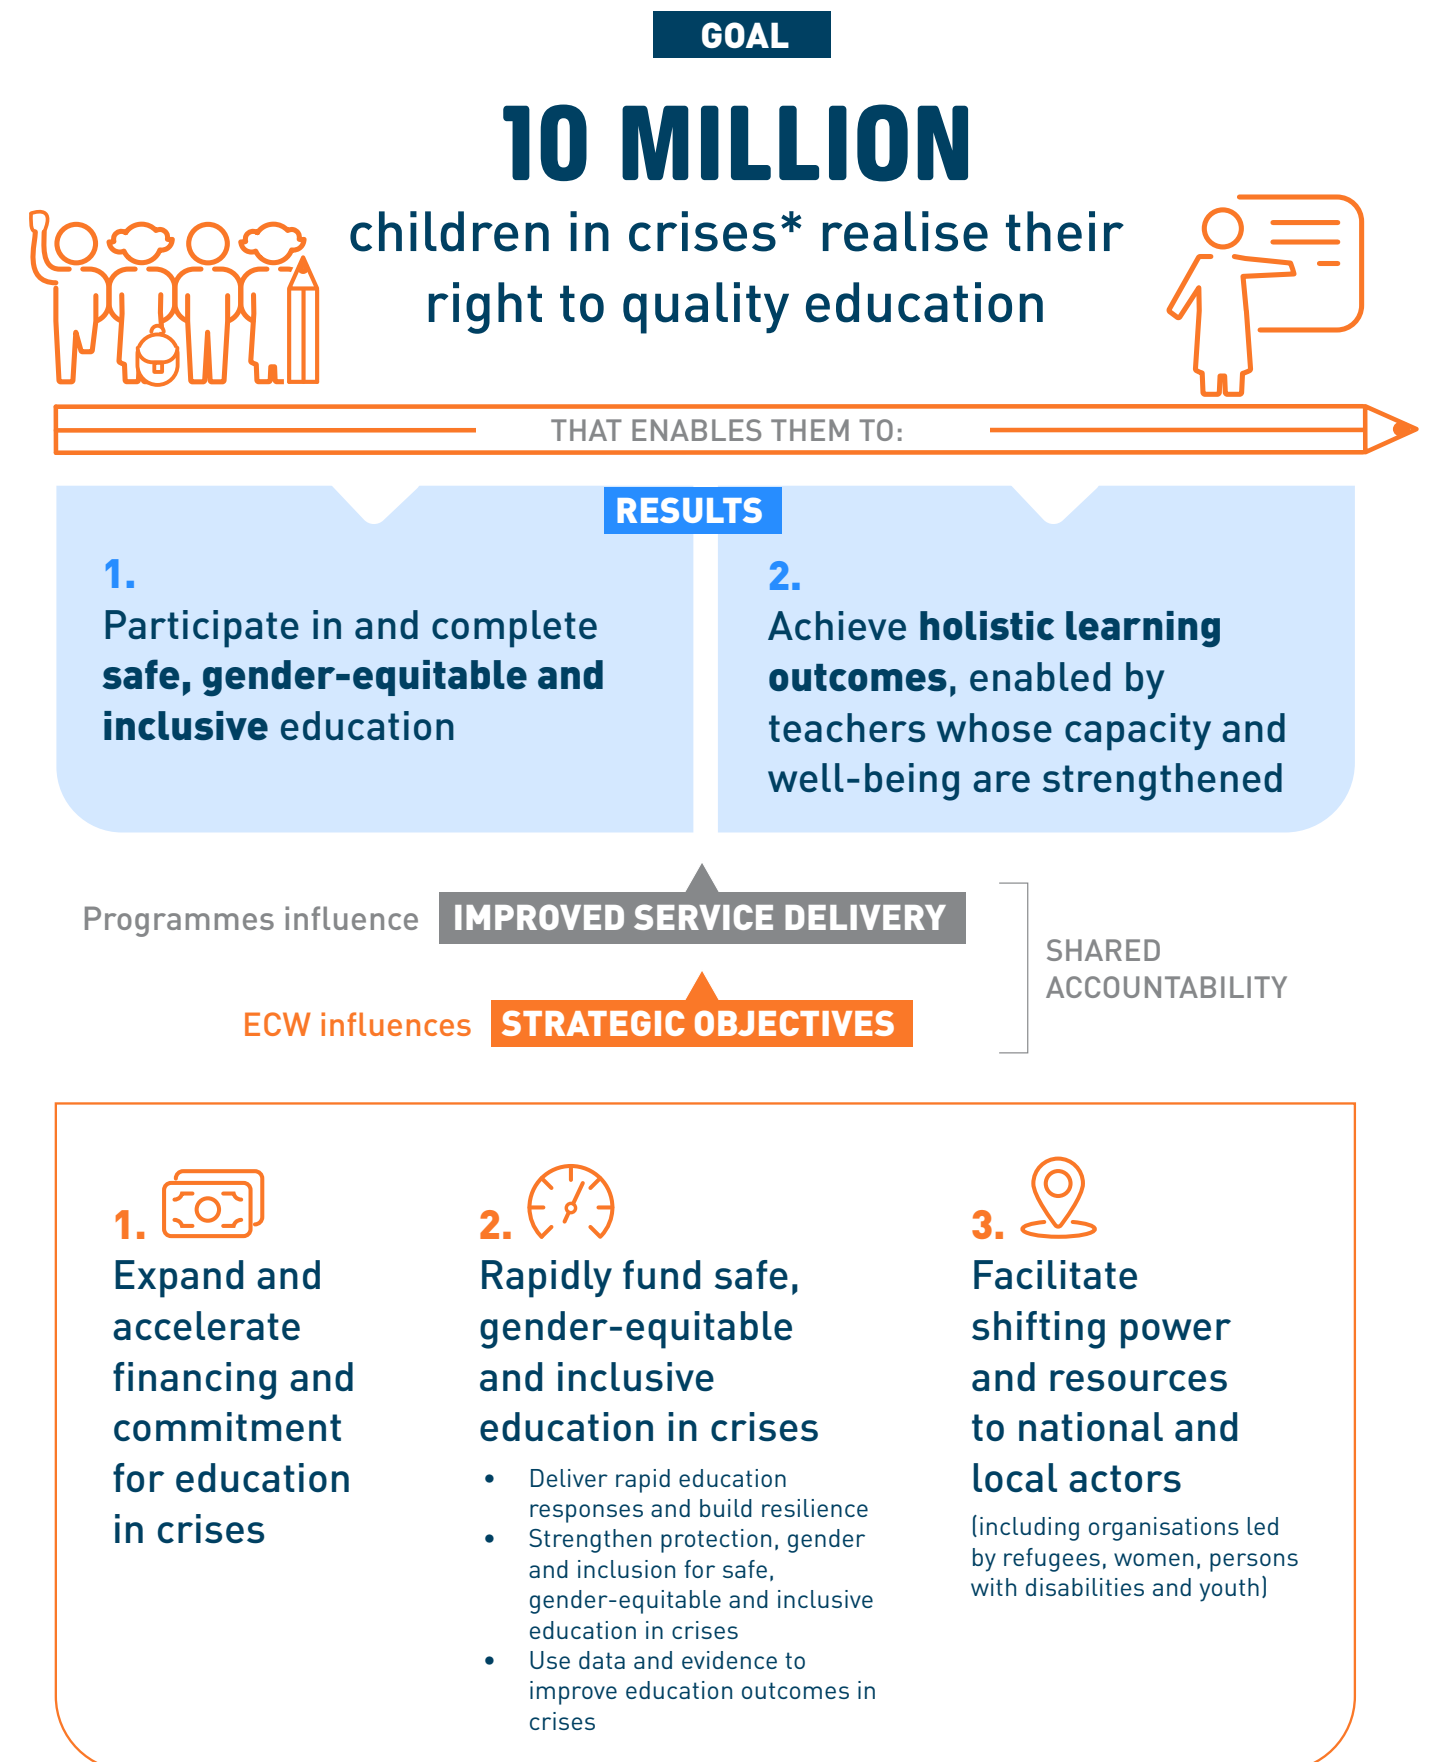 GOAL
10 MILLION
children in crises* realise their
right to quality education
THAT ENABLES THEM TO:
RESULTS
1.
Participate in and complete
safe, gender-equitable and
inclusive education
2.
Achieve holistic learning
outcomes, enabled by
teachers whose capacity and
well-being are strengthened
Programmes influence IMPROVED SERVICE DELIVERY
ECW influences STRATEGIC OBJECTIVES
SHARED
ACCOUNTABILITY
1.
Expand and
accelerate
financing and
commitment
for education
in crises
2.
Rapidly fund safe,
gender-equitable
and inclusive
education in crises
• Deliver rapid education
responses and build resilience
• Strengthen protection, gender
and inclusion for safe,
gender-equitable and inclusive
education in crises
• Use data and evidence to
improve education outcomes in
crises
3.
Facilitate
shifting power
and resources
to national and
local actors
(including organisations led
by refugees, women, persons
with disabilities and youth)